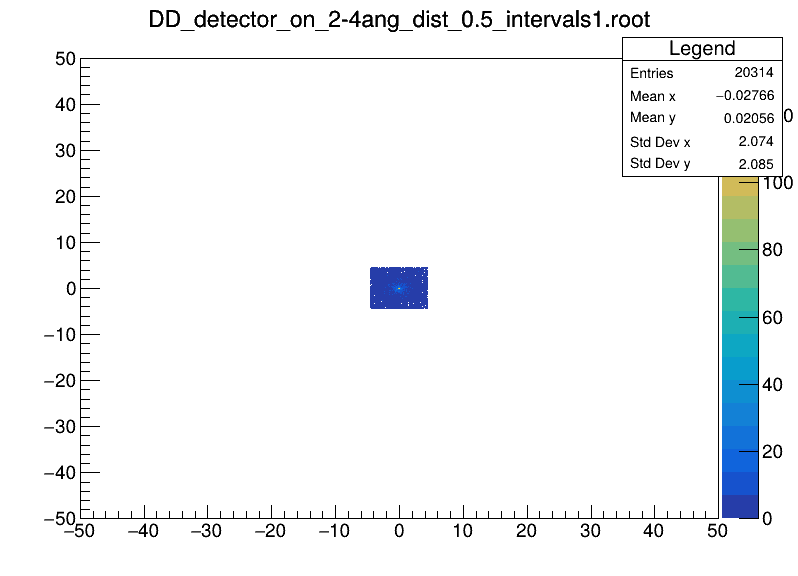 DD_detector_on_2-4ang_dist_0.5_intervals1.root
Legend
Entries 20314
Mean x −0.02766
Mean y 0.02056
Std Dev x 2.074
Std Dev y 2.085
50
40
30
20
10
0
−10
−20
−30
−40
−50
−50 −40 −30 −20 −10 0 10 20 30 40 50
0
100
80
60
40
20
0